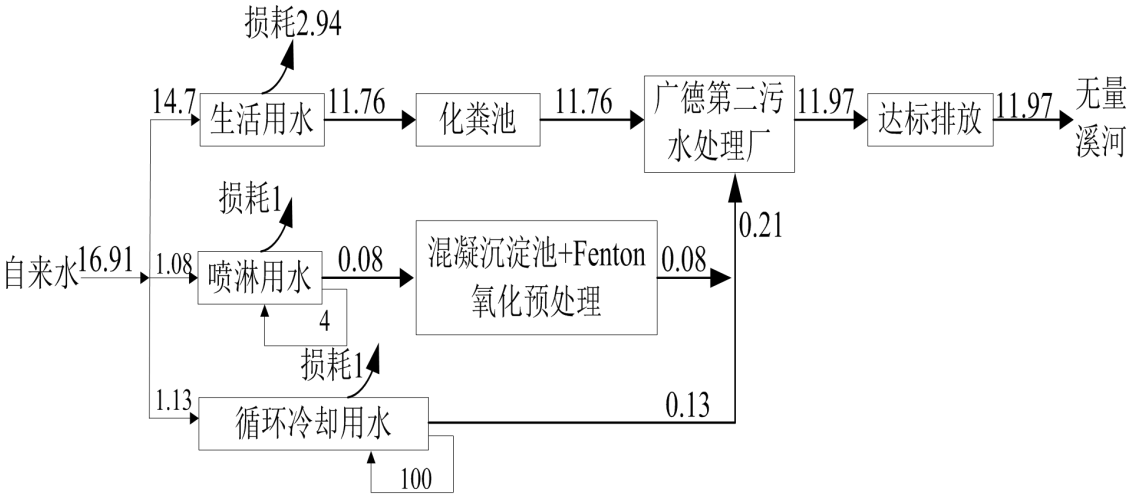 损耗2.94
14.7
生活用水
11.76
化粪池
11.76
广德第二污
水处理厂
11.97
达标排放
11.97
无量
溪河
损耗1
自来水
16.91
1.08
喷淋用水
0.08
混凝沉淀池+Fenton
氧化预处理
0.08
0.21
4
损耗1
1.13
循环冷却用水
0.13
100